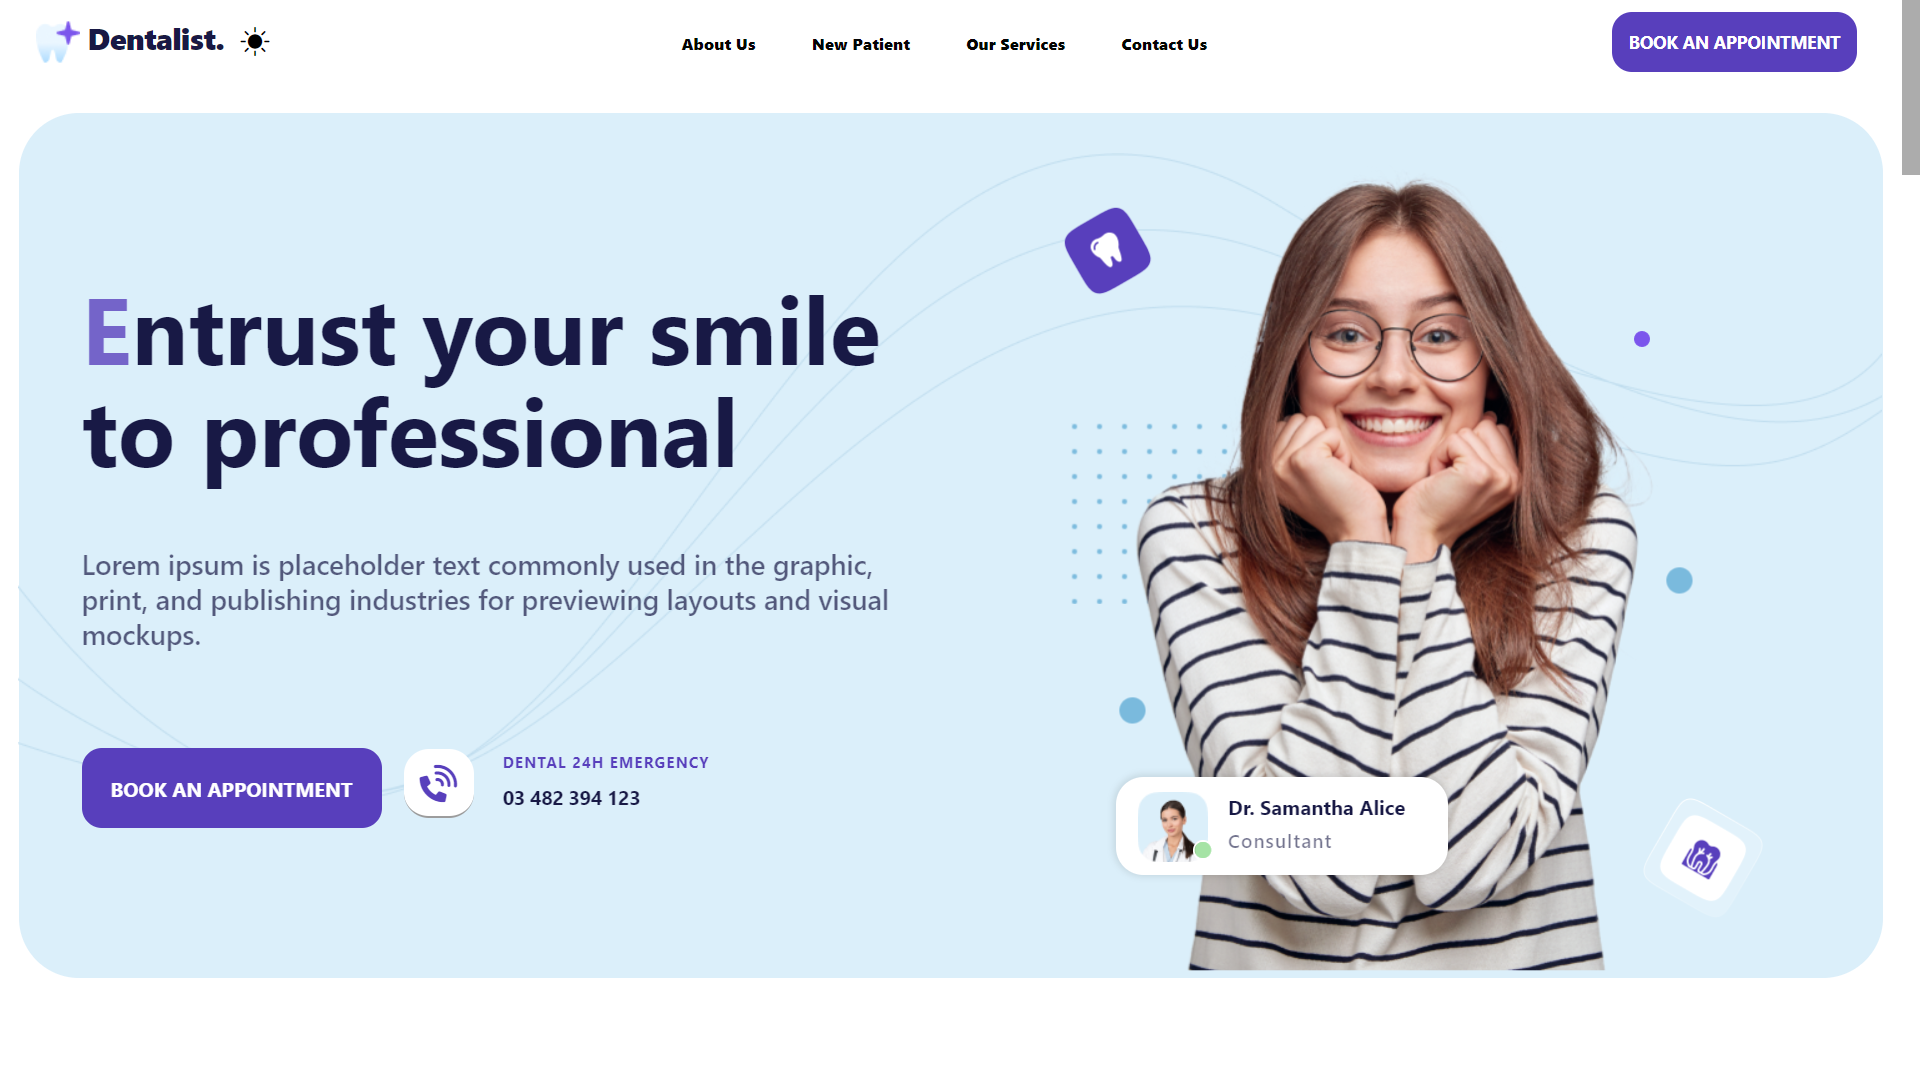 Dentalist.
About Us
New Patient
Our Services
Contact Us
BOOK AN APPOINTMENT
Entrust your smile
to professional
Lorem ipsum is placeholder text commonly used in the graphic,
print, and publishing industries for previewing layouts and visual
mockups.
BOOK AN APPOINTMENT
DENTAL 24H EMERGENCY
03 482 394 123
Dr. Samantha Alice
Consultant